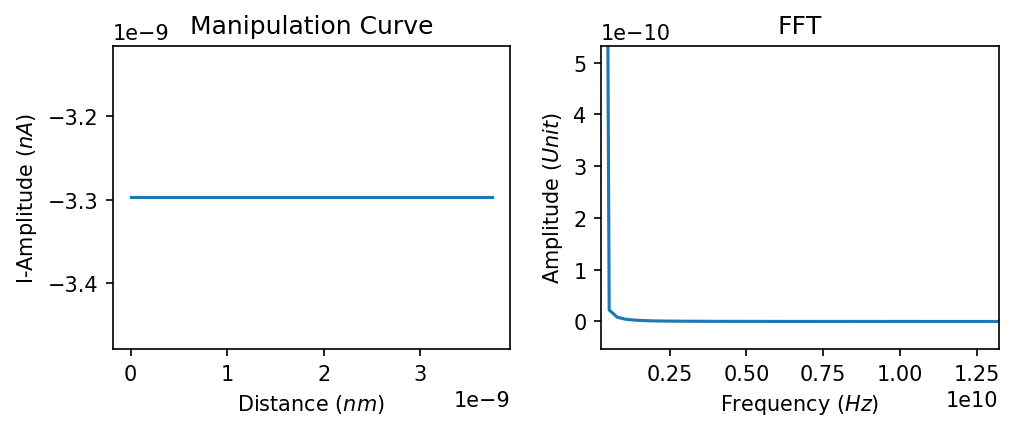 Manipulation Curve
1e−9
I-Amplitude (nA)
−3.2
−3.3
−3.4
0 1 2 3
1e−9
Distance (nm)
FFT
1e−10
Amplitude (Unit)
5
4
3
2
1
0
0.25 0.50 0.75 1.00 1.25
1e10
Frequency (Hz)